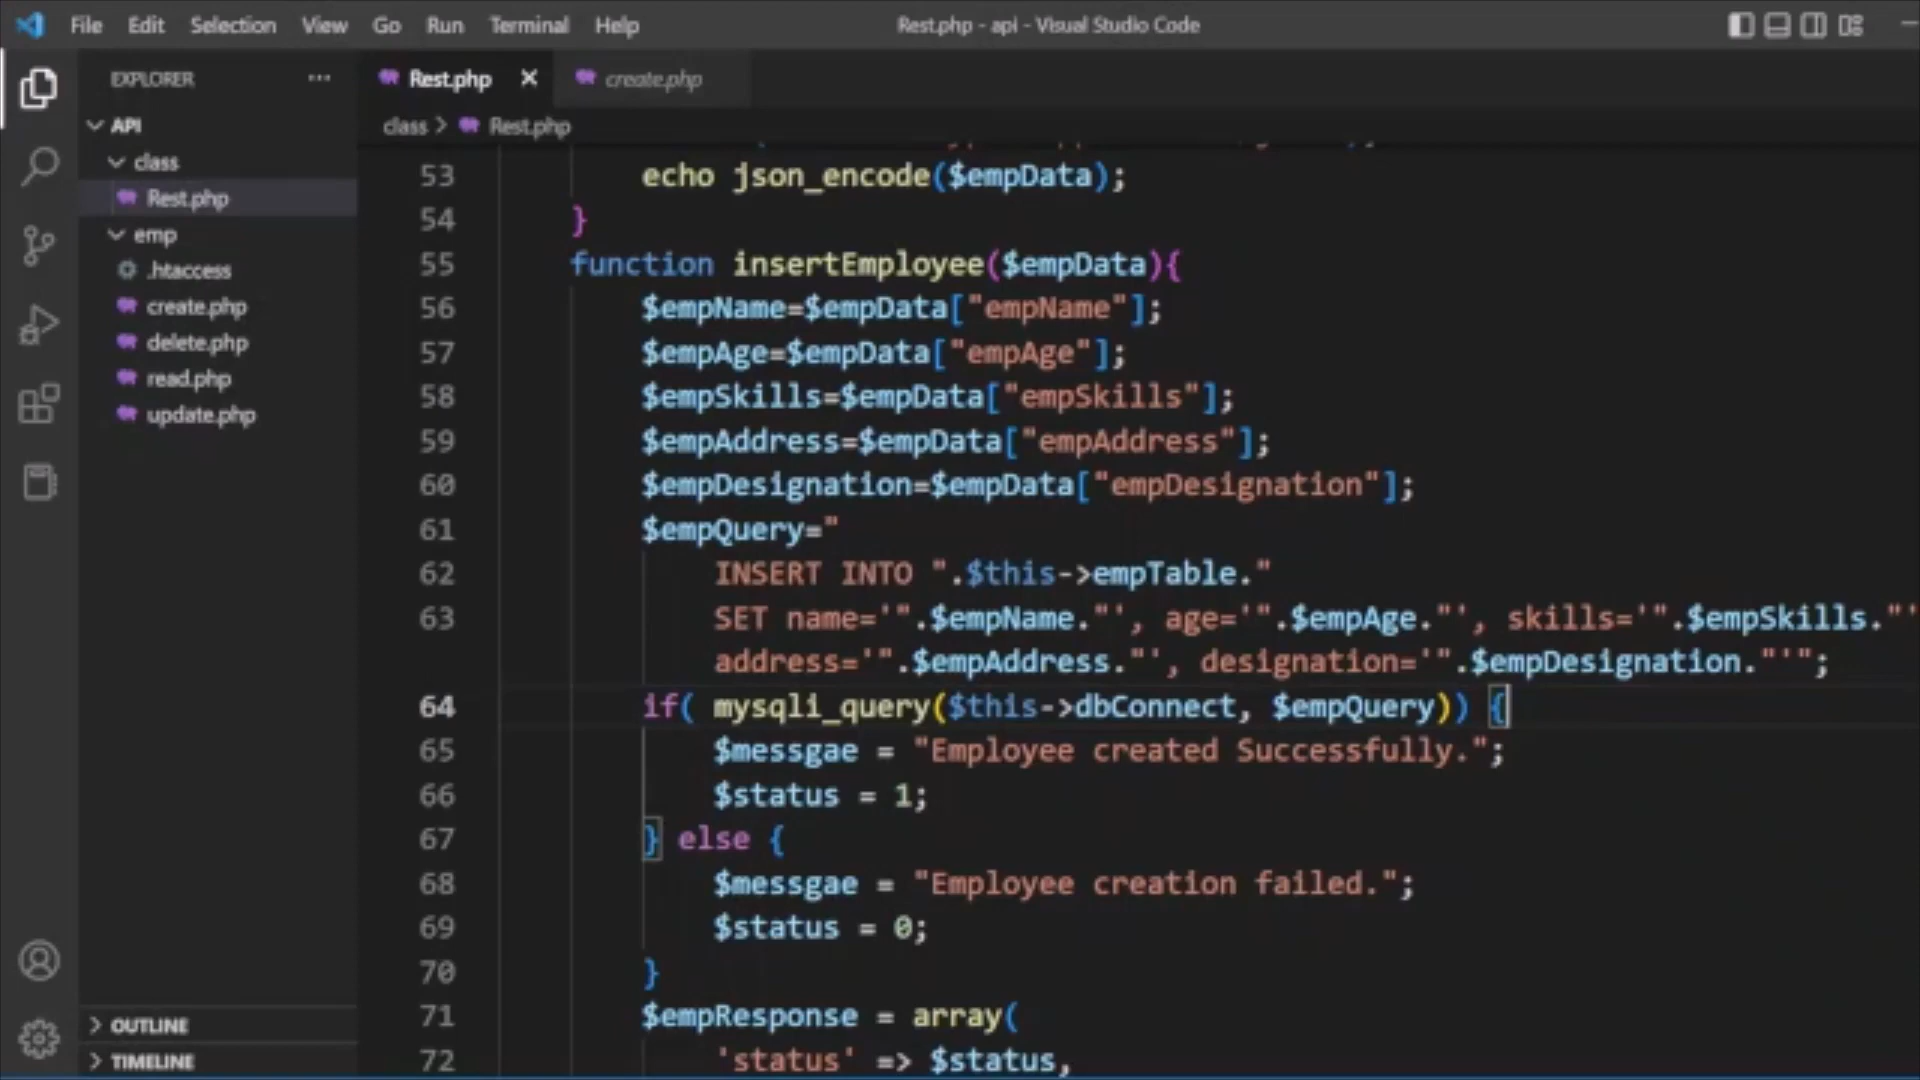 File Edit Selection View Go Run Terminal Help Rest.php - api - Visual Studio Code
EXPLORER ···
API
class
Rest.php
emp
.htaccess
create.php
delete.php
read.php
update.php
OUTLINE
TIMELINE
Rest.php × create.php
class > Rest.php
53 echo json_encode($empData);
54 }
55 function insertEmployee($empData){
56 $empName=$empData["empName"];
57 $empAge=$empData["empAge"];
58 $empSkills=$empData["empSkills"];
59 $empAddress=$empData["empAddress"];
60 $empDesignation=$empData["empDesignation"];
61 $empQuery="
62 INSERT INTO ".$this->empTable."
63 SET name='".$empName."', age='".$empAge."', skills='".$empSkills."'
address='".$empAddress."', designation='".$empDesignation."'";
64 if( mysqli_query($this->dbConnect, $empQuery)) {
65 $messgae = "Employee created Successfully.";
66 $status = 1;
67 } else {
68 $messgae = "Employee creation failed.";
69 $status = 0;
70 }
71 $empResponse = array(
72 'status' => $status,